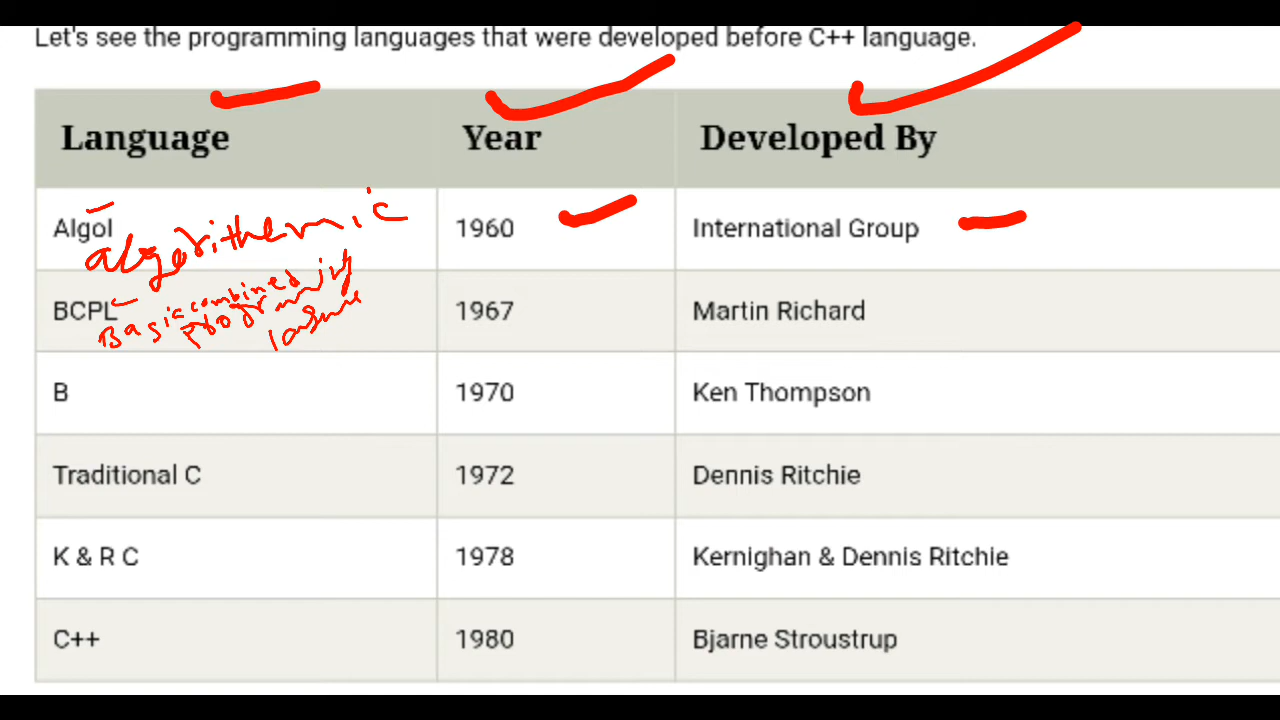 Let's see the programming languages that were developed before C++ language.
Language Year Developed By
Algol 1960 International Group
algorithemic
BCPL 1967 Martin Richard
Basic combined
programming
language
B 1970 Ken Thompson
Traditional C 1972 Dennis Ritchie
K & R C 1978 Kernighan & Dennis Ritchie
C++ 1980 Bjarne Stroustrup